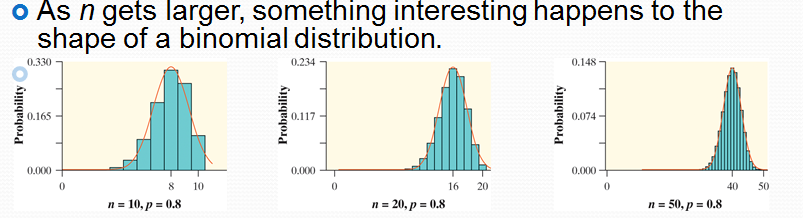 As n gets larger, something interesting happens to the
shape of a binomial distribution.
0.330
0.165
0.000
Probability
0
8
10
n = 10, p = 0.8
0.234
0.117
0.000
Probability
0
16
20
n = 20, p = 0.8
0.148
0.074
0.000
Probability
0
40
50
n = 50, p = 0.8